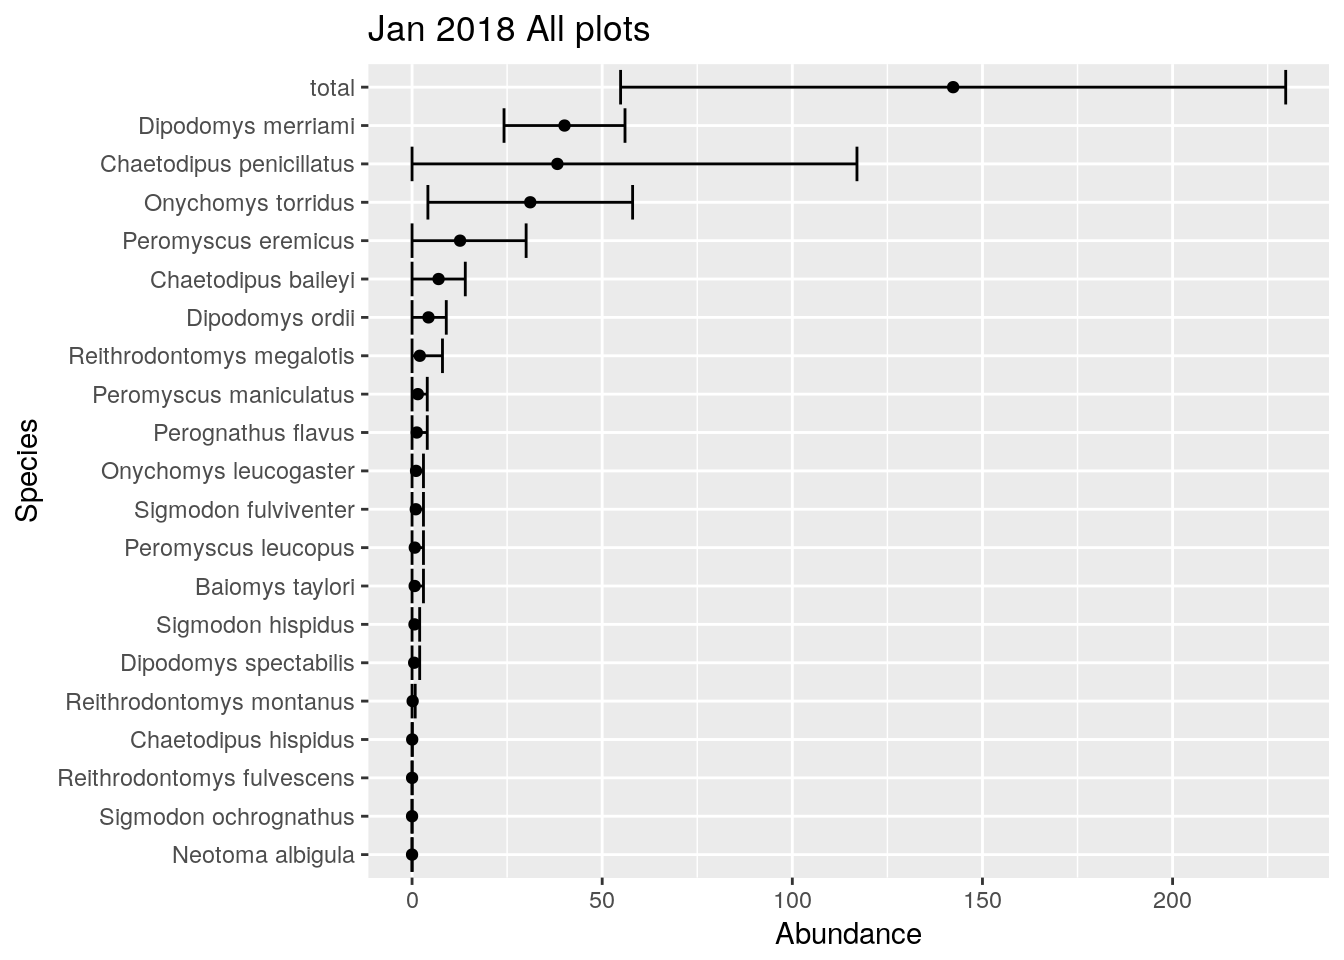 Jan 2018 All plots
total
Dipodomys merriami
Chaetodipus penicillatus
Onychomys torridus
Peromyscus eremicus
Chaetodipus baileyi
Dipodomys ordii
Reithrodontomys megalotis
Peromyscus maniculatus
Perognathus flavus
Onychomys leucogaster
Sigmodon fulviventer
Peromyscus leucopus
Baiomys taylori
Sigmodon hispidus
Dipodomys spectabilis
Reithrodontomys montanus
Chaetodipus hispidus
Reithrodontomys fulvescens
Sigmodon ochrognathus
Neotoma albigula
Species
0 50 100 150 200
Abundance